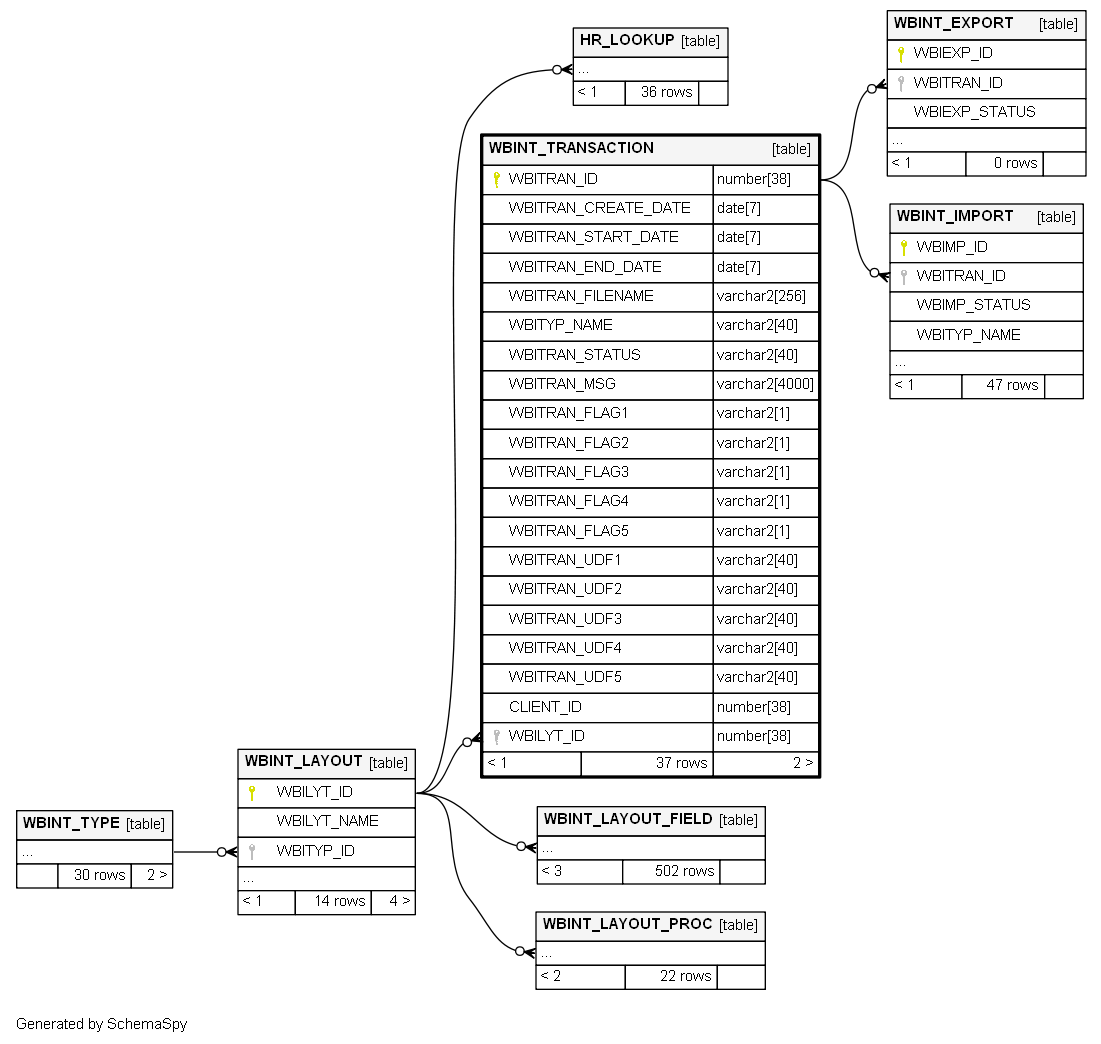 HR_LOOKUP [table]
...
< 1 36 rows
WBINT_EXPORT [table]
WBIEXP_ID
WBITRAN_ID
WBIEXP_STATUS
...
< 1 0 rows
WBINT_TRANSACTION [table]
WBITRAN_ID number[38]
WBITRAN_CREATE_DATE date[7]
WBITRAN_START_DATE date[7]
WBITRAN_END_DATE date[7]
WBITRAN_FILENAME varchar2[256]
WBITYP_NAME varchar2[40]
WBITRAN_STATUS varchar2[40]
WBITRAN_MSG varchar2[4000]
WBITRAN_FLAG1 varchar2[1]
WBITRAN_FLAG2 varchar2[1]
WBITRAN_FLAG3 varchar2[1]
WBITRAN_FLAG4 varchar2[1]
WBITRAN_FLAG5 varchar2[1]
WBITRAN_UDF1 varchar2[40]
WBITRAN_UDF2 varchar2[40]
WBITRAN_UDF3 varchar2[40]
WBITRAN_UDF4 varchar2[40]
WBITRAN_UDF5 varchar2[40]
CLIENT_ID number[38]
WBILYT_ID number[38]
< 1 37 rows 2 >
WBINT_IMPORT [table]
WBIMP_ID
WBITRAN_ID
WBIMP_STATUS
WBITYP_NAME
...
< 1 47 rows
WBINT_LAYOUT [table]
WBILYT_ID
WBILYT_NAME
WBITYP_ID
...
< 1 14 rows 4 >
WBINT_TYPE [table]
...
30 rows 2 >
WBINT_LAYOUT_FIELD [table]
...
< 3 502 rows
WBINT_LAYOUT_PROC [table]
...
< 2 22 rows
Generated by SchemaSpy